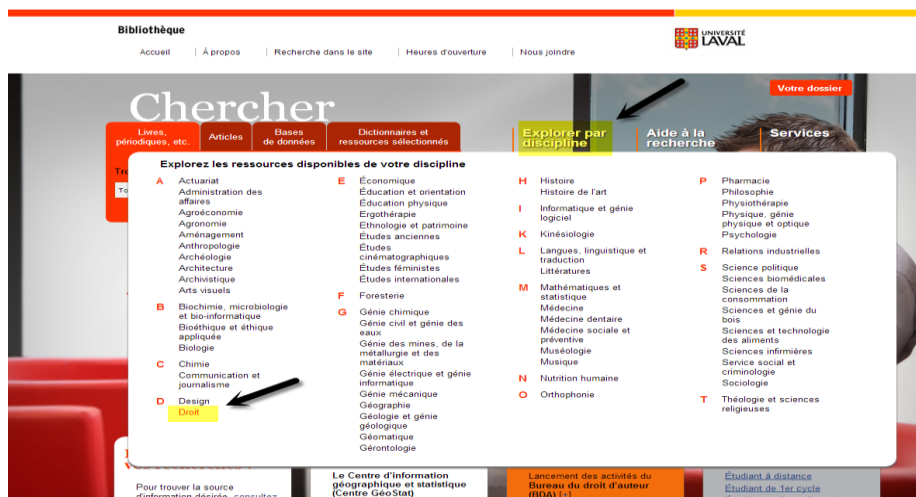 Bibliothèque
UNIVERSITÉ
LAVAL
Accueil | À propos | Recherche dans le site | Heures d'ouverture | Nous joindre
Votre dossier
Chercher
Livres,
périodiques, etc.
Articles
Bases
de données
Dictionnaires et
ressources sélectionnés
Explorer par
discipline
Aide à la
recherche
Services
Explorez les ressources disponibles de votre discipline
A Actuariat
Administration des
affaires
Agroéconomie
Agronomie
Aménagement
Anthropologie
Archéologie
Architecture
Archivistique
Arts visuels
B Biochimie, microbiologie
et bio-informatique
Bioéthique et éthique
appliquée
Biologie
C Chimie
Communication et
journalisme
D Design
Droit
E Économique
Éducation et orientation
Éducation physique
Ergothérapie
Ethnologie et patrimoine
Études anciennes
Études
cinématographiques
Études féministes
Études internationales
F Foresterie
G Génie chimique
Génie civil et génie des
eaux
Génie des mines, de la
métallurgie et des
matériaux
Génie électrique et génie
informatique
Génie mécanique
Géographie
Géologie et génie
géologique
Géomatique
Gérontologie
H Histoire
Histoire de l'art
I Informatique et génie
logiciel
K Kinésiologie
L Langues, linguistique et
traduction
Littératures
M Mathématiques et
statistique
Médecine
Médecine dentaire
Médecine sociale et
préventive
Muséologie
Musique
N Nutrition humaine
O Orthophonie
P Pharmacie
Philosophie
Physiothérapie
Physique, génie
physique et optique
Psychologie
R Relations industrielles
S Science politique
Sciences biomédicales
Sciences de la
consommation
Sciences et génie du
bois
Sciences et technologie
des aliments
Sciences infirmières
Service social et
criminologie
Sociologie
T Théologie et sciences
religieuses
Pour trouver la source
d'information désirée, consultez
Le Centre d'information
géographique et statistique
(Centre GéoStat)
Lancement des activités du
Bureau du droit d'auteur
(BDA) [+]
Étudiant à distance
Étudiant de 1er cycle